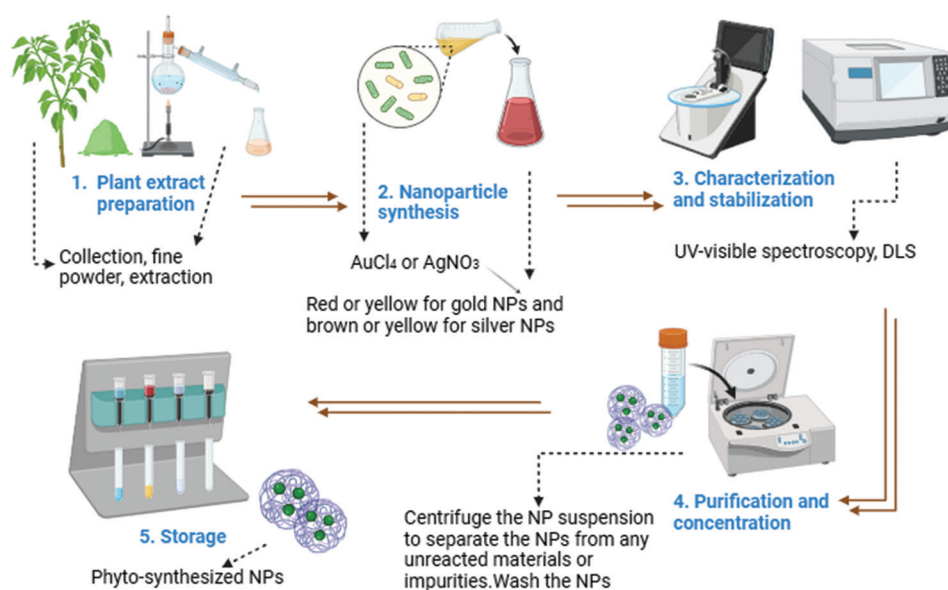 1. Plant extract
preparation
Collection, fine
powder, extraction
2. Nanoparticle
synthesis
AuCl₄ or AgNO₃
Red or yellow for gold NPs and
brown or yellow for silver NPs
3. Characterization
and stabilization
UV-visible spectroscopy, DLS
4. Purification and
concentration
Centrifuge the NP suspension
to separate the NPs from any
unreacted materials or
impurities.Wash the NPs
5. Storage
Phyto-synthesized NPs